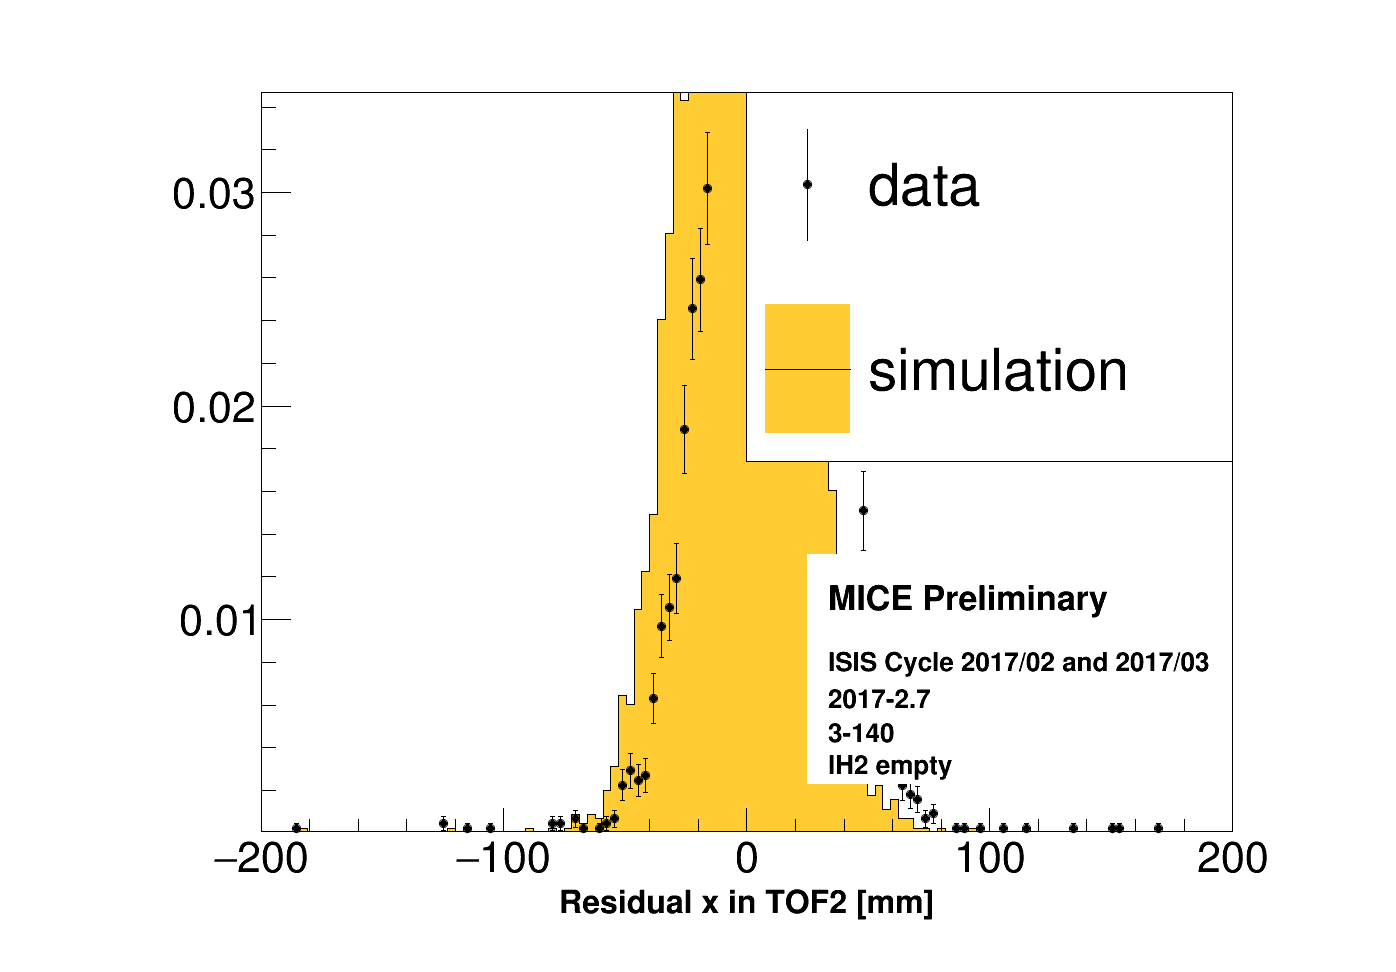 0.03
0.02
0.01
−200
−100
0
100
200
Residual x in TOF2 [mm]
data
simulation
MICE Preliminary
ISIS Cycle 2017/02 and 2017/03
2017-2.7
3-140
IH2 empty